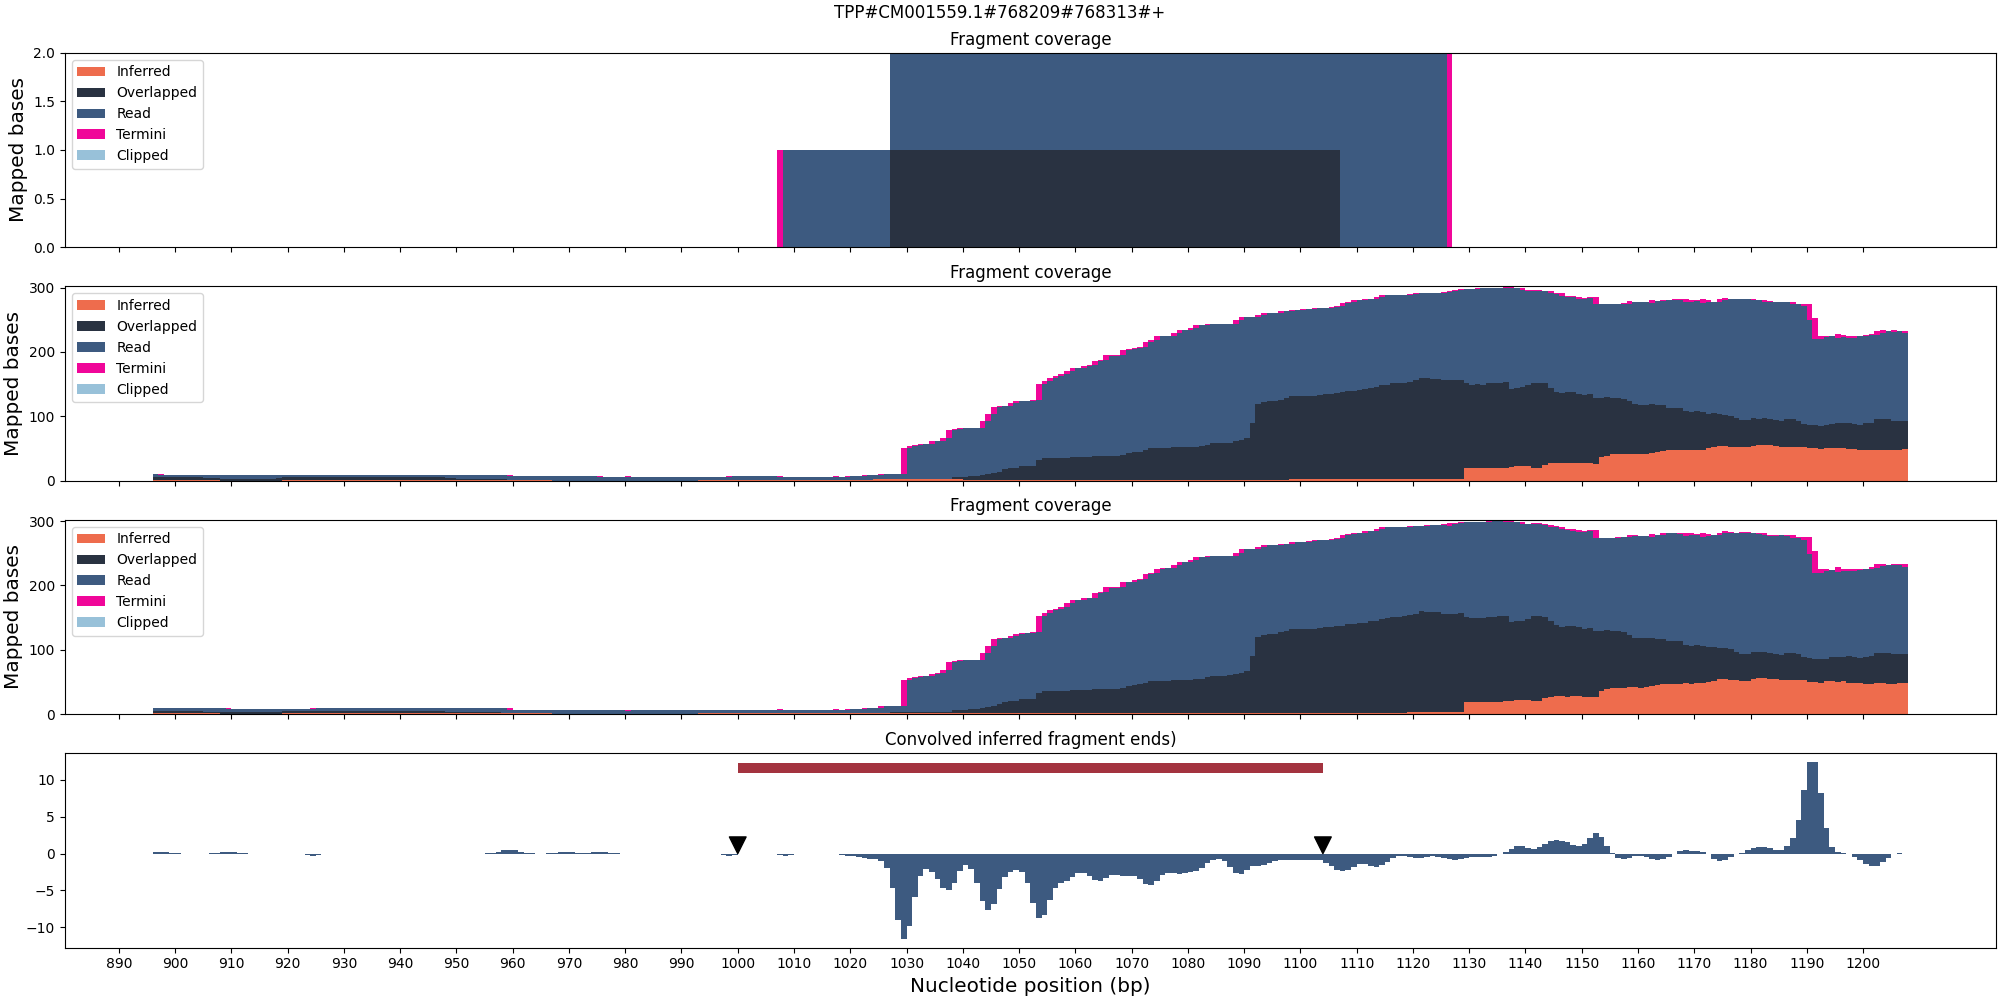 TPP#CM001559.1#768209#768313#+
Fragment coverage
Mapped bases
2.0
1.5
1.0
0.5
0.0
Inferred
Overlapped
Read
Termini
Clipped
Fragment coverage
Mapped bases
300
200
100
0
Inferred
Overlapped
Read
Termini
Clipped
Fragment coverage
Mapped bases
300
200
100
0
Inferred
Overlapped
Read
Termini
Clipped
Convolved inferred fragment ends)
10
5
0
−5
−10
890 900 910 920 930 940 950 960 970 980 990 1000 1010 1020 1030 1040 1050 1060 1070 1080 1090 1100 1110 1120 1130 1140 1150 1160 1170 1180 1190 1200
Nucleotide position (bp)